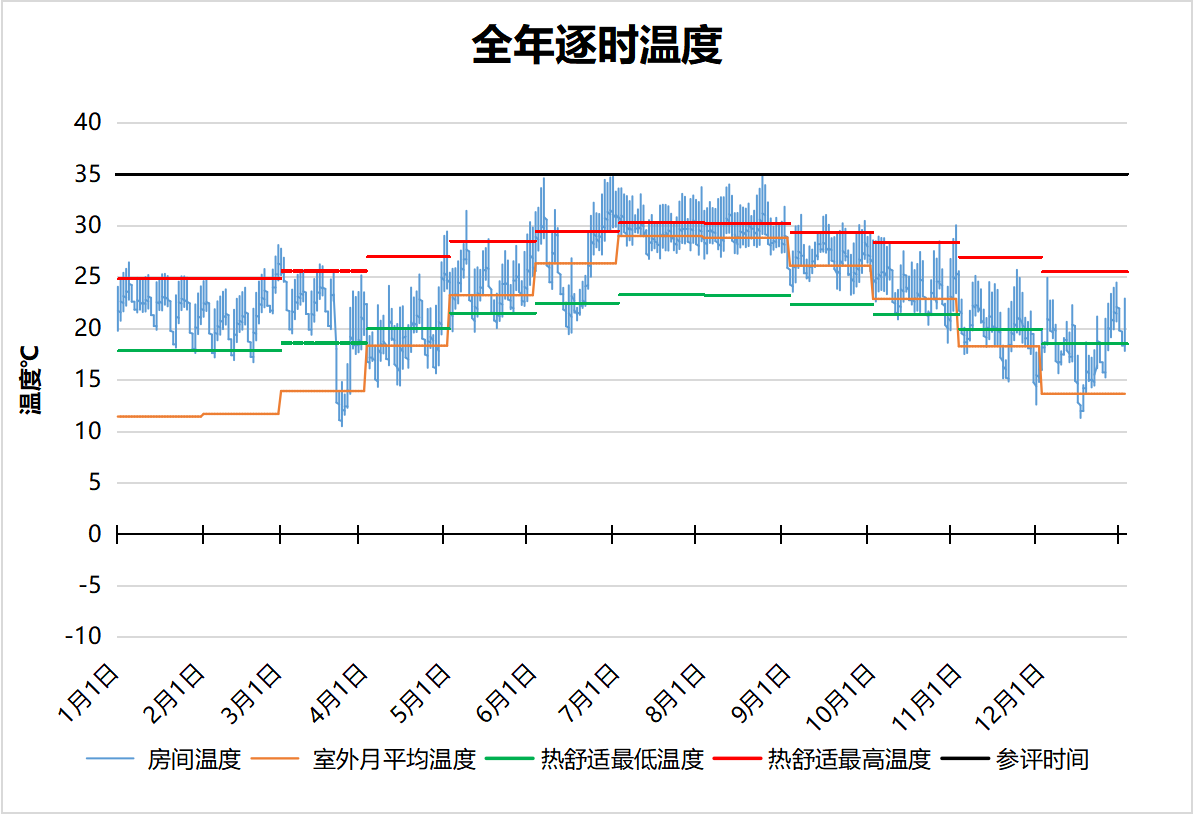 全年逐时温度
40
35
30
25
20
15
10
5
0
-5
-10
温度℃
1月1日
2月1日
3月1日
4月1日
5月1日
6月1日
7月1日
8月1日
9月1日
10月1日
11月1日
12月1日
房间温度 室外月平均温度 热舒适最低温度 热舒适最高温度 参评时间